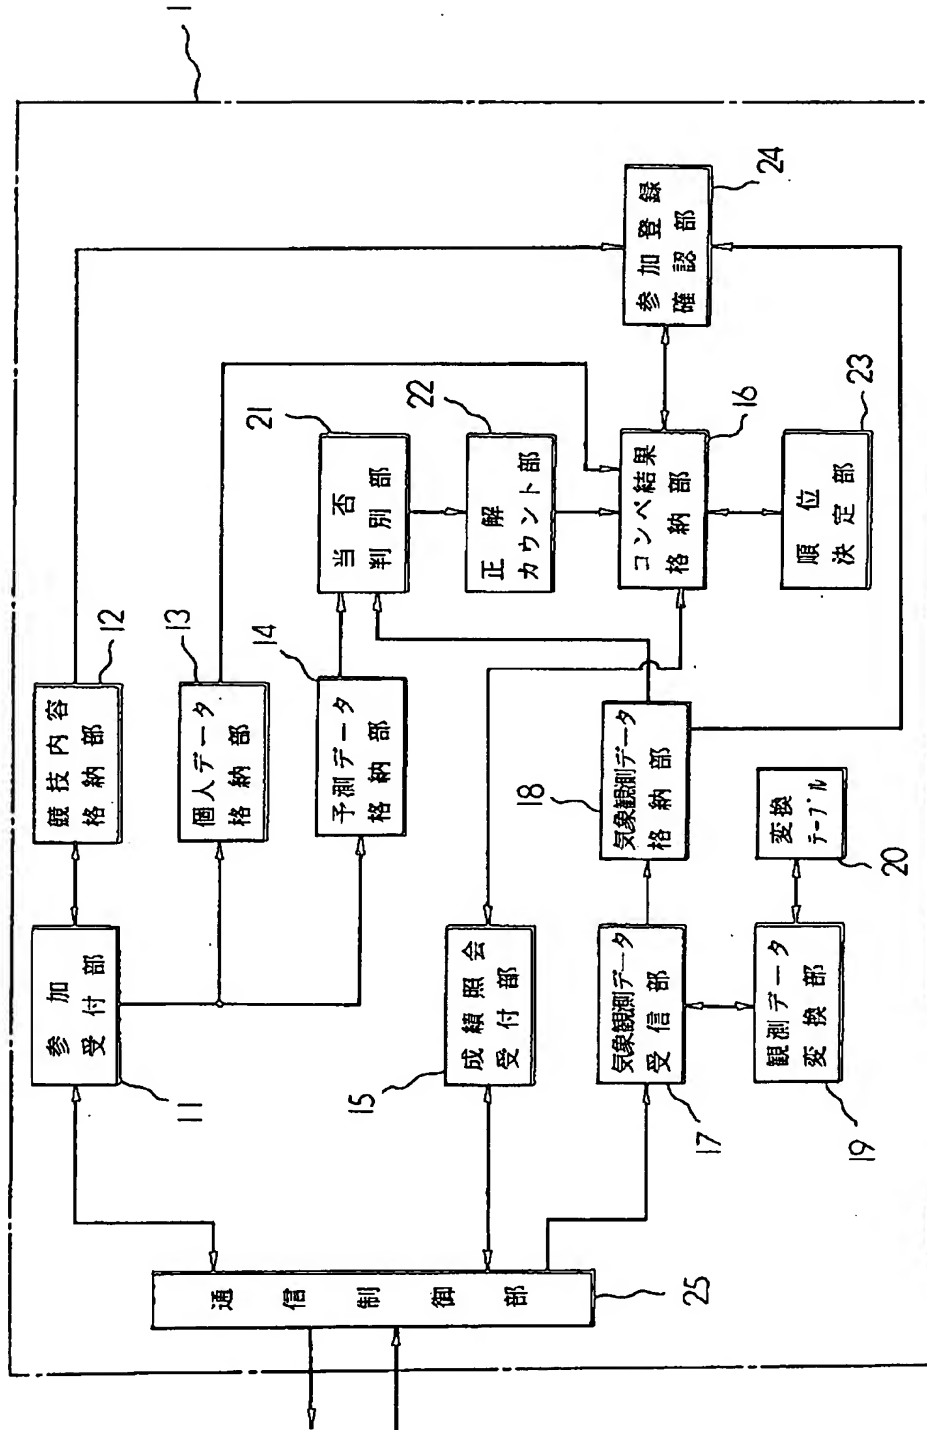 1
参加
受付部
11
競技内容
格納部
12
個人データ
格納部
13
予測データ
格納部
14
当否
判別部
21
正解
カウント部
22
参加登録
確認部
24
成績照会
受付部
15
コンペ結果
格納部
16
順位
決定部
23
気象観測データ
受信部
17
気象観測データ
格納部
18
観測データ
変換部
19
変換
テーブル
20
通信制御部
25